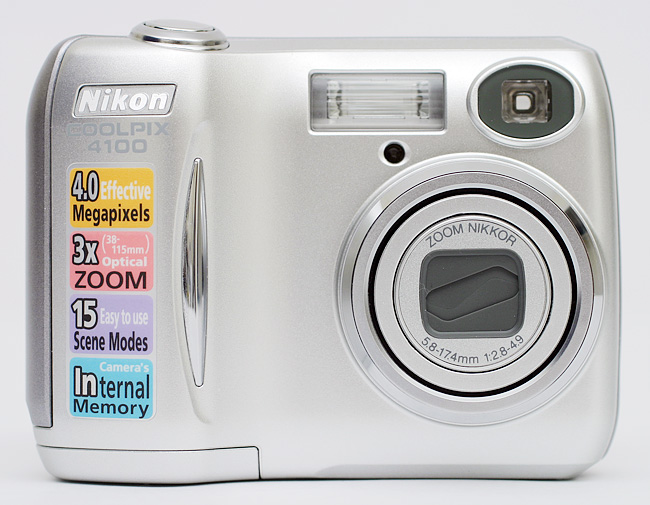 Nikon
COOLPIX
4100
4.0 Effective
Megapixels
3x (38-
115mm)
Optical
ZOOM
15 Easy to use
Scene Modes
Camera's
Internal
Memory
ZOOM NIKKOR
5.8-17.4mm 1:2.8-4.9